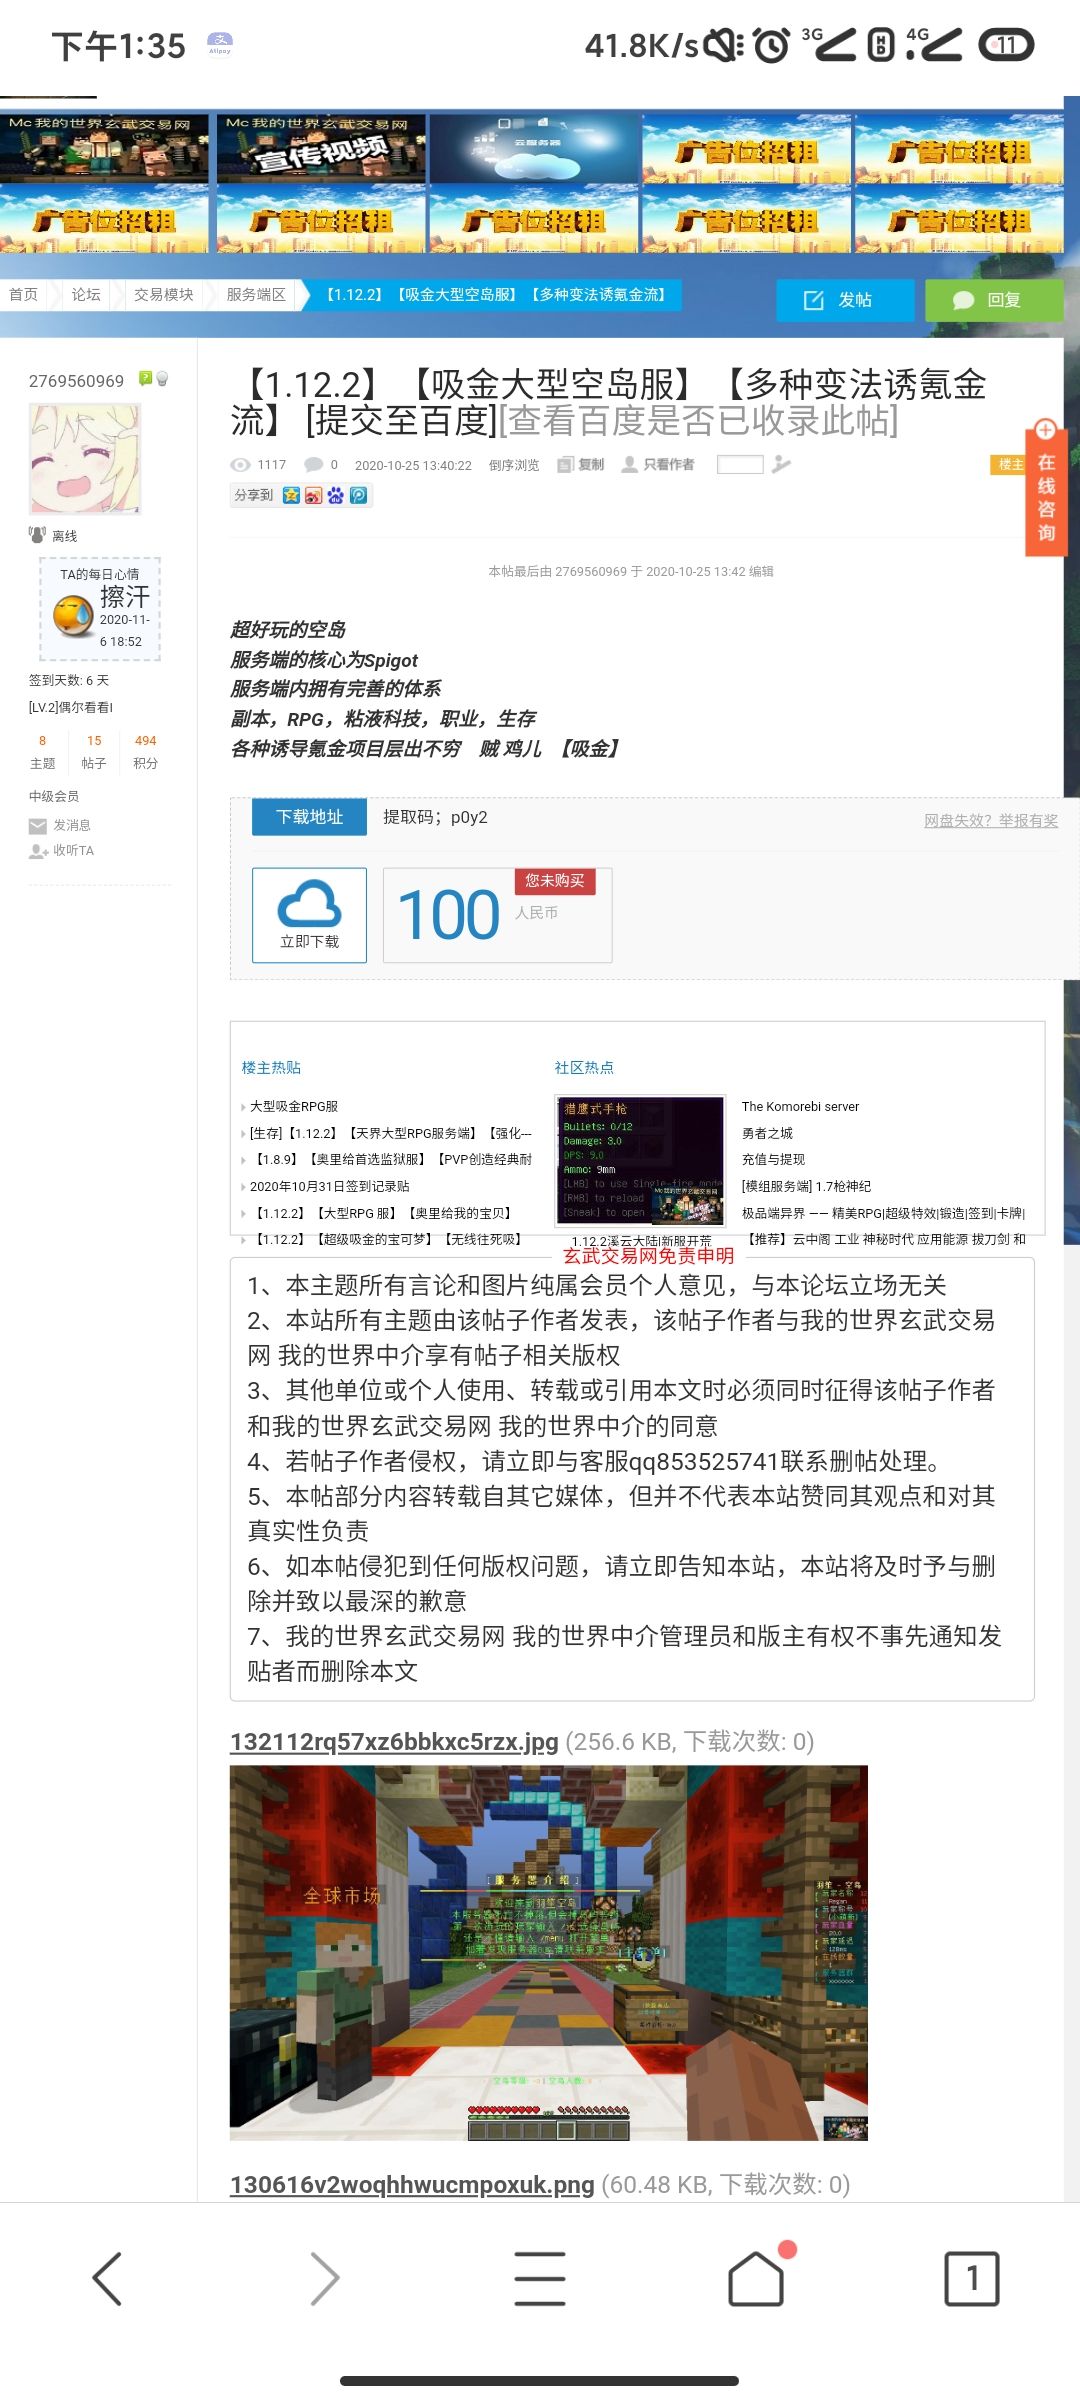 下午1:35
Alipay
41.8K/s
3G
4G
11
Mc我的世界玄武交易网
Mc我的世界玄武交易网
宣传视频
云服务器
广告位招租
广告位招租
广告位招租
广告位招租
广告位招租
广告位招租
广告位招租
首页
论坛
交易模块
服务端区
【1.12.2】【吸金大型空岛服】【多种变法诱氪金流】
发帖
回复
2769560969
离线
TA的每日心情
擦汗
2020-11-
6 18:52
签到天数: 6 天
[LV.2]偶尔看看I
8
15
494
主题
帖子
积分
中级会员
发消息
收听TA
【1.12.2】【吸金大型空岛服】【多种变法诱氪金
流】 [提交至百度][查看百度是否已收录此帖]
1117
0
2020-10-25 13:40:22
倒序浏览
复制
只看作者
楼主
分享到
在线咨询
本帖最后由 2769560969 于 2020-10-25 13:42 编辑
超好玩的空岛
服务端的核心为Spigot
服务端内拥有完善的体系
副本，RPG，粘液科技，职业，生存
各种诱导氪金项目层出不穷 贼 鸡儿 【吸金】
下载地址
提取码；p0y2
网盘失效？举报有奖
立即下载
100
您未购买
人民币
楼主热贴
大型吸金RPG服
[生存]【1.12.2】【天界大型RPG服务端】【强化---
【1.8.9】【奥里给首选监狱服】【PVP创造经典耐
2020年10月31日签到记录贴
【1.12.2】【大型RPG 服】【奥里给我的宝贝】
【1.12.2】【超级吸金的宝可梦】【无线往死吸】
社区热点
猎鹰式手枪
Bullets: 0/12
Damage: 3.0
DPS: 9.0
Ammo: 9mm
[LMB] to use Single-fire mode
[RMB] to reload
[Sneak] to open
1.12.2溪云大陆|新服开荒
The Komorebi server
勇者之城
充值与提现
[模组服务端] 1.7枪神纪
极品端异界 —— 精美RPG|超级特效|锻造|签到|卡牌|
【推荐】云中阁 工业 神秘时代 应用能源 拔刀剑 和
玄武交易网免责申明
1、本主题所有言论和图片纯属会员个人意见，与本论坛立场无关
2、本站所有主题由该帖子作者发表，该帖子作者与我的世界玄武交易
网 我的世界中介享有帖子相关版权
3、其他单位或个人使用、转载或引用本文时必须同时征得该帖子作者
和我的世界玄武交易网 我的世界中介的同意
4、若帖子作者侵权，请立即与客服qq853525741联系删帖处理。
5、本帖部分内容转载自其它媒体，但并不代表本站赞同其观点和对其
真实性负责
6、如本帖侵犯到任何版权问题，请立即告知本站，本站将及时予与删
除并致以最深的歉意
7、我的世界玄武交易网 我的世界中介管理员和版主有权不事先通知发
贴者而删除本文
132112rq57xz6bbkxc5rzx.jpg (256.6 KB, 下载次数: 0)
全球市场
[服务器介绍]
130616v2woqhhwucmpoxuk.png (60.48 KB, 下载次数: 0)
1